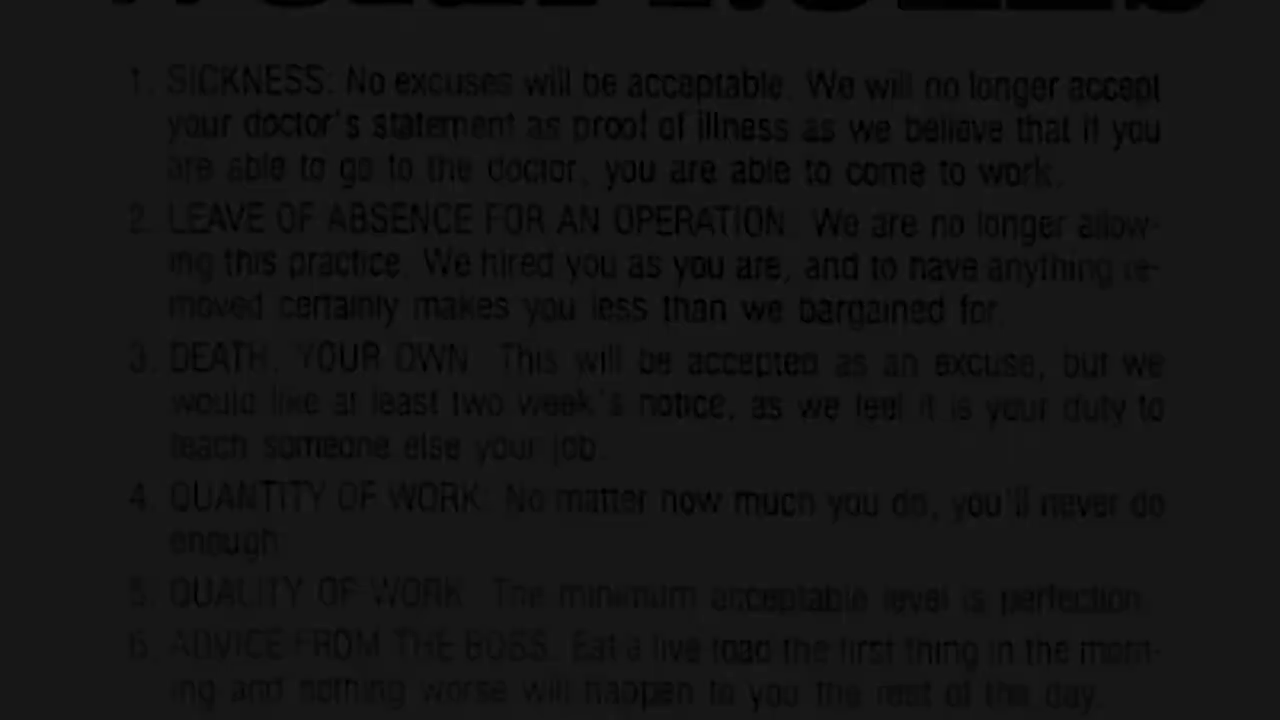 1. SICKNESS: No excuses will be acceptable. We will no longer accept
your doctor's statement as proof of illness as we believe that if you
are able to go to the doctor, you are able to come to work.
2. LEAVE OF ABSENCE FOR AN OPERATION: We are no longer allow-
ing this practice. We hired you as you are, and to have anything re-
moved certainly makes you less than we bargained for.
3. DEATH, YOUR OWN: This will be accepted as an excuse, but we
would like at least two week's notice, as we feel it is your duty to
teach someone else your job.
4. QUANTITY OF WORK: No matter how much you do, you'll never do
enough.
5. QUALITY OF WORK: The minimum acceptable level is perfection.
6. ADVICE FROM THE BOSS: Eat a live toad the first thing in the morn-
ing and nothing worse will happen to you the rest of the day.